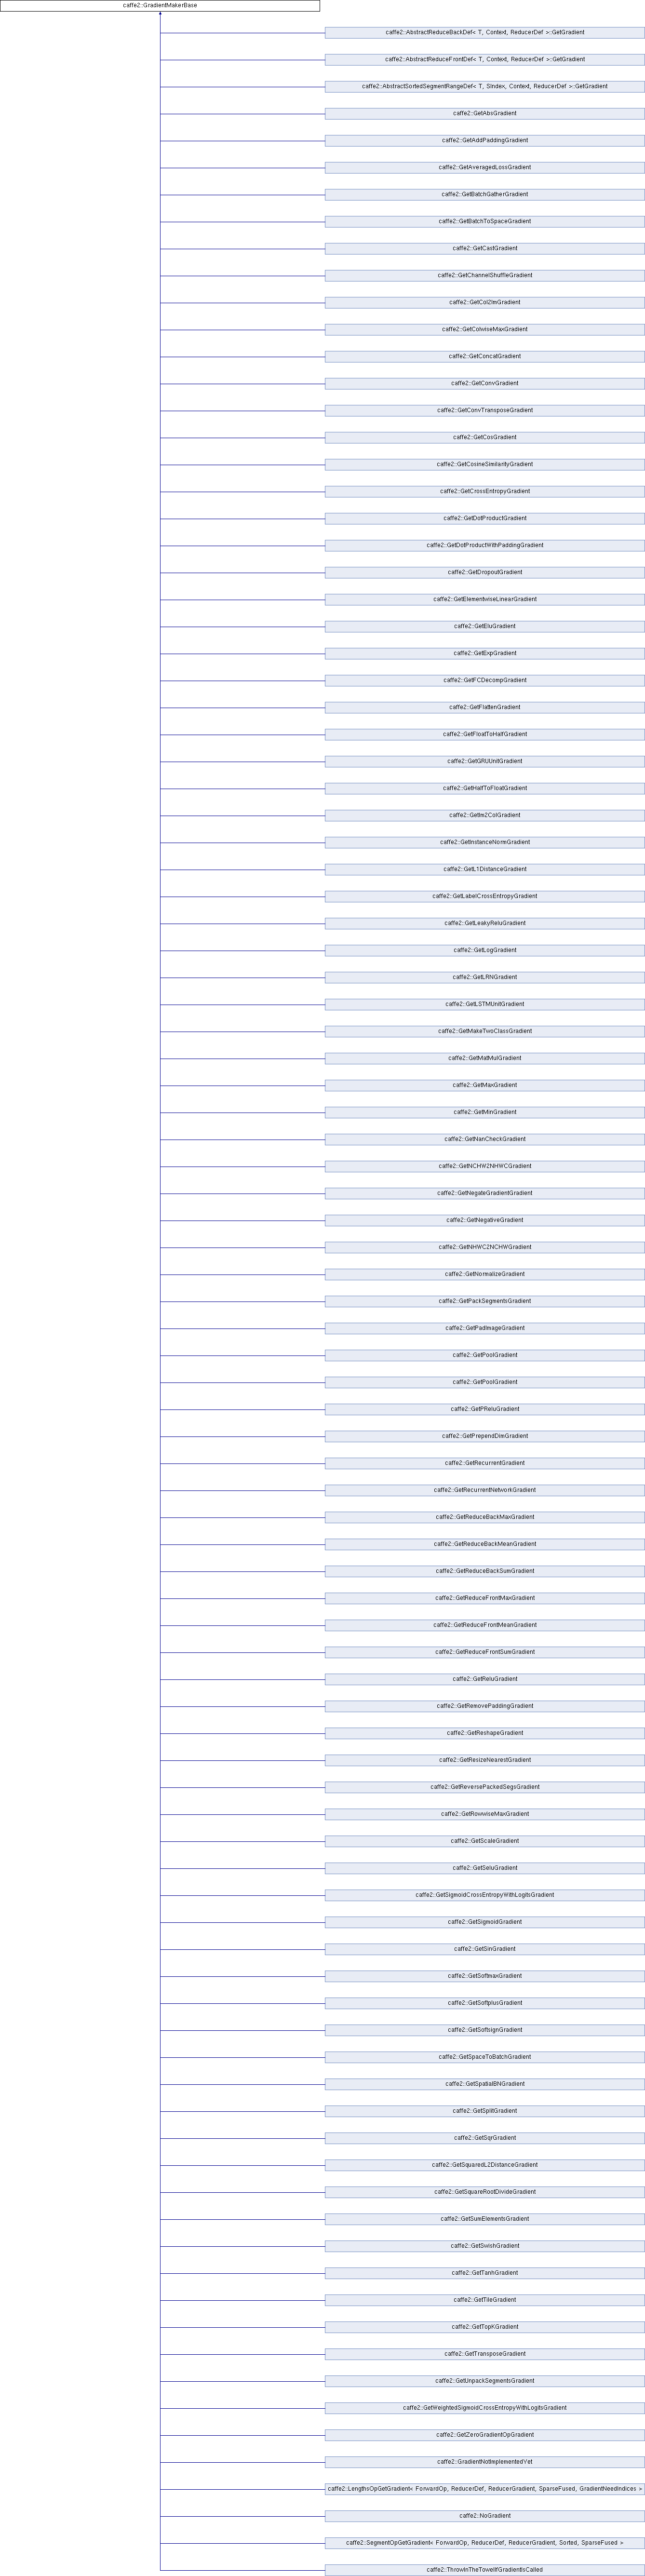 caffe2::GradientMakerBase
caffe2::AbstractReduceBackDef< T, Context, ReducerDef >::GetGradient
caffe2::AbstractReduceFrontDef< T, Context, ReducerDef >::GetGradient
caffe2::AbstractSortedSegmentRangeDef< T, SIndex, Context, ReducerDef >::GetGradient
caffe2::GetAbsGradient
caffe2::GetAddPaddingGradient
caffe2::GetAveragedLossGradient
caffe2::GetBatchGatherGradient
caffe2::GetBatchToSpaceGradient
caffe2::GetCastGradient
caffe2::GetChannelShuffleGradient
caffe2::GetCol2ImGradient
caffe2::GetColwiseMaxGradient
caffe2::GetConcatGradient
caffe2::GetConvGradient
caffe2::GetConvTransposeGradient
caffe2::GetCosGradient
caffe2::GetCosineSimilarityGradient
caffe2::GetCrossEntropyGradient
caffe2::GetDotProductGradient
caffe2::GetDotProductWithPaddingGradient
caffe2::GetDropoutGradient
caffe2::GetElementwiseLinearGradient
caffe2::GetEluGradient
caffe2::GetExpGradient
caffe2::GetFCDecompGradient
caffe2::GetFlattenGradient
caffe2::GetFloatToHalfGradient
caffe2::GetGRUUnitGradient
caffe2::GetHalfToFloatGradient
caffe2::GetIm2ColGradient
caffe2::GetInstanceNormGradient
caffe2::GetL1DistanceGradient
caffe2::GetLabelCrossEntropyGradient
caffe2::GetLeakyReluGradient
caffe2::GetLogGradient
caffe2::GetLRNGradient
caffe2::GetLSTMUnitGradient
caffe2::GetMakeTwoClassGradient
caffe2::GetMatMulGradient
caffe2::GetMaxGradient
caffe2::GetMinGradient
caffe2::GetNanCheckGradient
caffe2::GetNCHW2NHWCGradient
caffe2::GetNegateGradientGradient
caffe2::GetNegativeGradient
caffe2::GetNHWC2NCHWGradient
caffe2::GetNormalizeGradient
caffe2::GetPackSegmentsGradient
caffe2::GetPadImageGradient
caffe2::GetPoolGradient
caffe2::GetPoolGradient
caffe2::GetPReluGradient
caffe2::GetPrependDimGradient
caffe2::GetRecurrentGradient
caffe2::GetRecurrentNetworkGradient
caffe2::GetReduceBackMaxGradient
caffe2::GetReduceBackMeanGradient
caffe2::GetReduceBackSumGradient
caffe2::GetReduceFrontMaxGradient
caffe2::GetReduceFrontMeanGradient
caffe2::GetReduceFrontSumGradient
caffe2::GetReluGradient
caffe2::GetRemovePaddingGradient
caffe2::GetReshapeGradient
caffe2::GetResizeNearestGradient
caffe2::GetReversePackedSegsGradient
caffe2::GetRowwiseMaxGradient
caffe2::GetScaleGradient
caffe2::GetSeluGradient
caffe2::GetSigmoidCrossEntropyWithLogitsGradient
caffe2::GetSigmoidGradient
caffe2::GetSinGradient
caffe2::GetSoftmaxGradient
caffe2::GetSoftplusGradient
caffe2::GetSoftsignGradient
caffe2::GetSpaceToBatchGradient
caffe2::GetSpatialBNGradient
caffe2::GetSplitGradient
caffe2::GetSqrGradient
caffe2::GetSquaredL2DistanceGradient
caffe2::GetSquareRootDivideGradient
caffe2::GetSumElementsGradient
caffe2::GetSwishGradient
caffe2::GetTanhGradient
caffe2::GetTileGradient
caffe2::GetTopKGradient
caffe2::GetTransposeGradient
caffe2::GetUnpackSegmentsGradient
caffe2::GetWeightedSigmoidCrossEntropyWithLogitsGradient
caffe2::GetZeroGradientOpGradient
caffe2::GradientNotImplementedYet
caffe2::LengthsOpGetGradient< ForwardOp, ReducerDef, ReducerGradient, SparseFused, GradientNeedIndices >
caffe2::NoGradient
caffe2::SegmentOpGetGradient< ForwardOp, ReducerDef, ReducerGradient, Sorted, SparseFused >
caffe2::ThrowInTheTowelIfGradientIsCalled